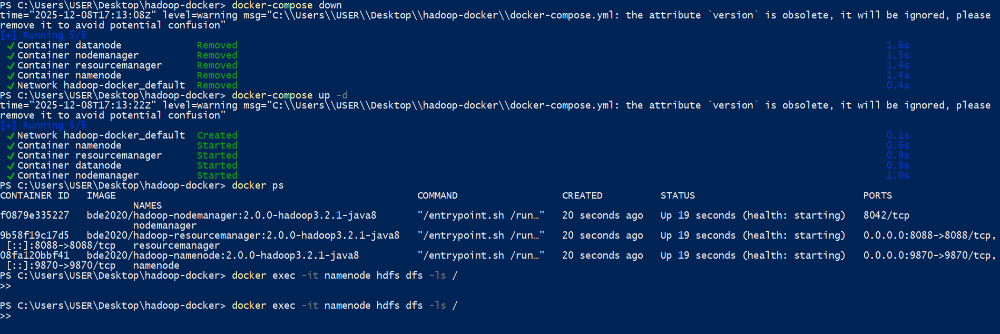 PS C:\Users\USER\Desktop\hadoop-docker> docker-compose down
time="2025-12-08T17:13:08Z" level=warning msg="C:\\Users\\USER\\Desktop\\hadoop-docker\\docker-compose.yml: the attribute `version` is obsolete, it will be ignored, please
remove it to avoid potential confusion"
[+] Running 5/5
✔ Container datanode Removed 1.6s
✔ Container nodemanager Removed 1.5s
✔ Container resourcemanager Removed 1.4s
✔ Container namenode Removed 1.4s
✔ Network hadoop-docker_default Removed 0.4s
PS C:\Users\USER\Desktop\hadoop-docker> docker-compose up -d
time="2025-12-08T17:13:22Z" level=warning msg="C:\\Users\\USER\\Desktop\\hadoop-docker\\docker-compose.yml: the attribute `version` is obsolete, it will be ignored, please
remove it to avoid potential confusion"
[+] Running 5/5
✔ Network hadoop-docker_default Created 0.1s
✔ Container namenode Started 0.6s
✔ Container resourcemanager Started 0.9s
✔ Container datanode Started 0.9s
✔ Container nodemanager Started 1.0s
PS C:\Users\USER\Desktop\hadoop-docker> docker ps
CONTAINER ID IMAGE COMMAND CREATED STATUS PORTS
NAMES
f0879e335227 bde2020/hadoop-nodemanager:2.0.0-hadoop3.2.1-java8 "/entrypoint.sh /run…" 20 seconds ago Up 19 seconds (health: starting) 8042/tcp
nodemanager
9b58f19c17d5 bde2020/hadoop-resourcemanager:2.0.0-hadoop3.2.1-java8 "/entrypoint.sh /run…" 20 seconds ago Up 19 seconds (health: starting) 0.0.0.0:8088->8088/tcp,
[::]:8088->8088/tcp resourcemanager
08fa120bbf41 bde2020/hadoop-namenode:2.0.0-hadoop3.2.1-java8 "/entrypoint.sh /run…" 20 seconds ago Up 19 seconds (health: starting) 0.0.0.0:9870->9870/tcp,
[::]:9870->9870/tcp namenode
PS C:\Users\USER\Desktop\hadoop-docker> docker exec -it namenode hdfs dfs -ls /
>>
PS C:\Users\USER\Desktop\hadoop-docker> docker exec -it namenode hdfs dfs -ls /
>>